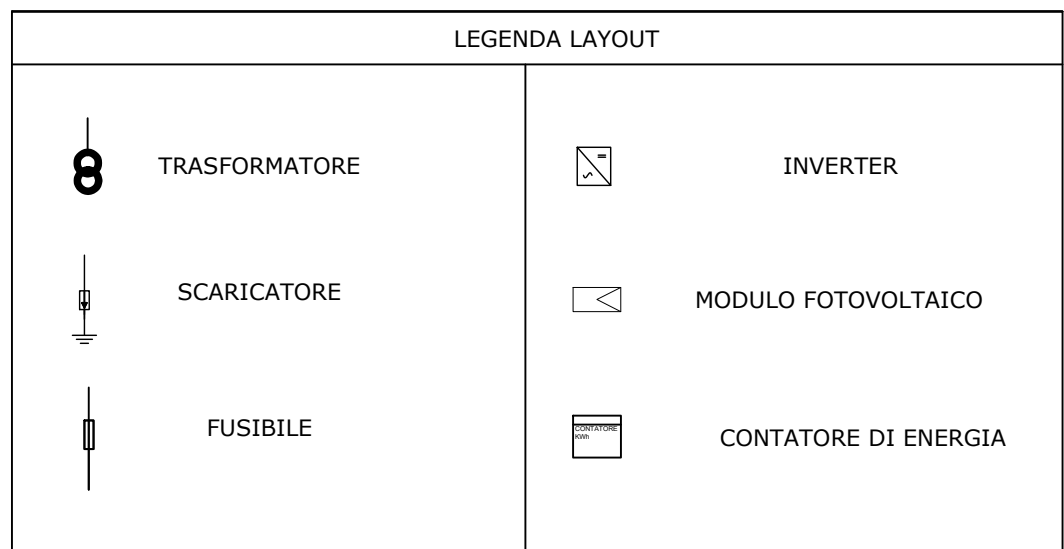 LEGENDA LAYOUT
TRASFORMATORE
SCARICATORE
FUSIBILE
INVERTER
MODULO FOTOVOLTAICO
CONTATORE
KWh
CONTATORE DI ENERGIA